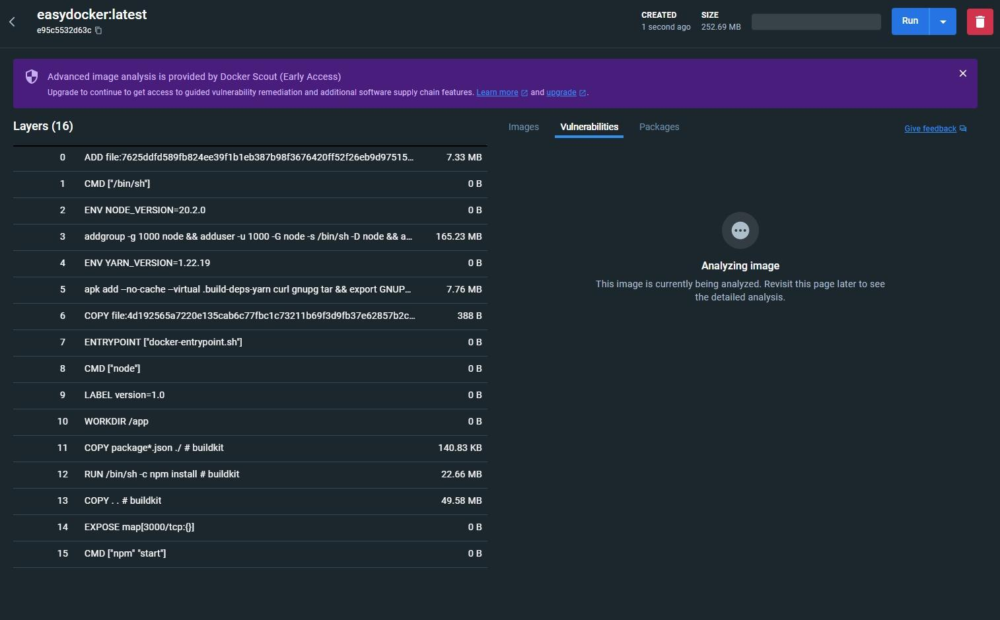 easydocker:latest
e95c5532d63c
CREATED
1 second ago
SIZE
252.69 MB
Run
Advanced image analysis is provided by Docker Scout (Early Access)
Upgrade to continue to get access to guided vulnerability remediation and additional software supply chain features. Learn more and upgrade .
Layers (16)
Images
Vulnerabilities
Packages
Give feedback
0 ADD file:7625ddfd589fb824ee39f1b1eb387b98f3676420ff52f26eb9d97515... 7.33 MB
1 CMD ["/bin/sh"] 0 B
2 ENV NODE_VERSION=20.2.0 0 B
3 addgroup -g 1000 node && adduser -u 1000 -G node -s /bin/sh -D node && a... 165.23 MB
4 ENV YARN_VERSION=1.22.19 0 B
5 apk add --no-cache --virtual .build-deps-yarn curl gnupg tar && export GNUP... 7.76 MB
6 COPY file:4d192565a7220e135cab6c77fbc1c73211b69f3d9fb37e62857b2c... 388 B
7 ENTRYPOINT ["docker-entrypoint.sh"] 0 B
8 CMD ["node"] 0 B
9 LABEL version=1.0 0 B
10 WORKDIR /app 0 B
11 COPY package*.json ./ # buildkit 140.83 KB
12 RUN /bin/sh -c npm install # buildkit 22.66 MB
13 COPY . . # buildkit 49.58 MB
14 EXPOSE map[3000/tcp:{}] 0 B
15 CMD ["npm" "start"] 0 B
Analyzing image
This image is currently being analyzed. Revisit this page later to see
the detailed analysis.